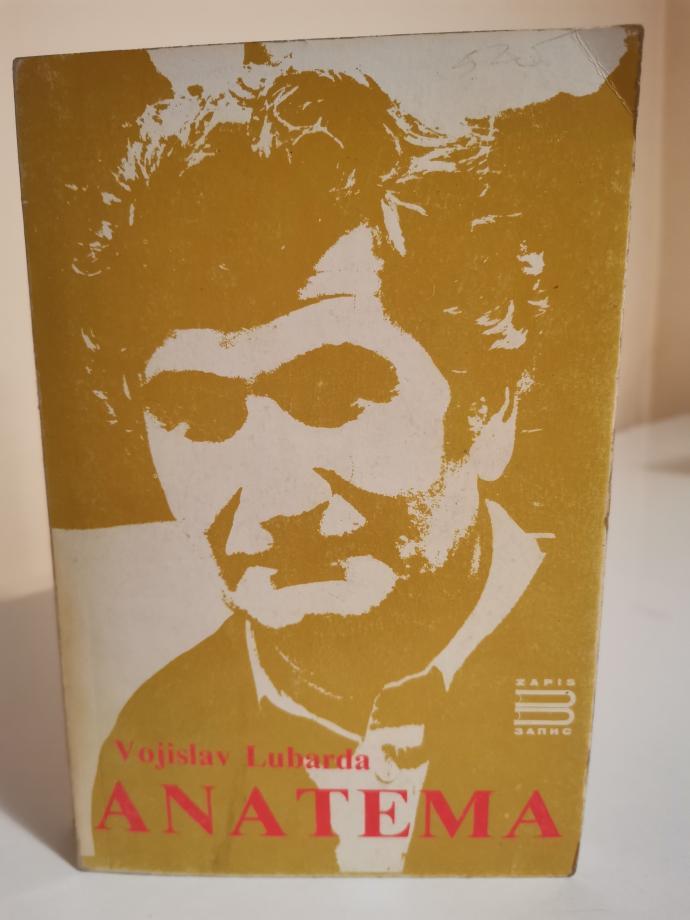 ZAPIS
ЗАПИС
Vojislav Lubarda
ANATEMA